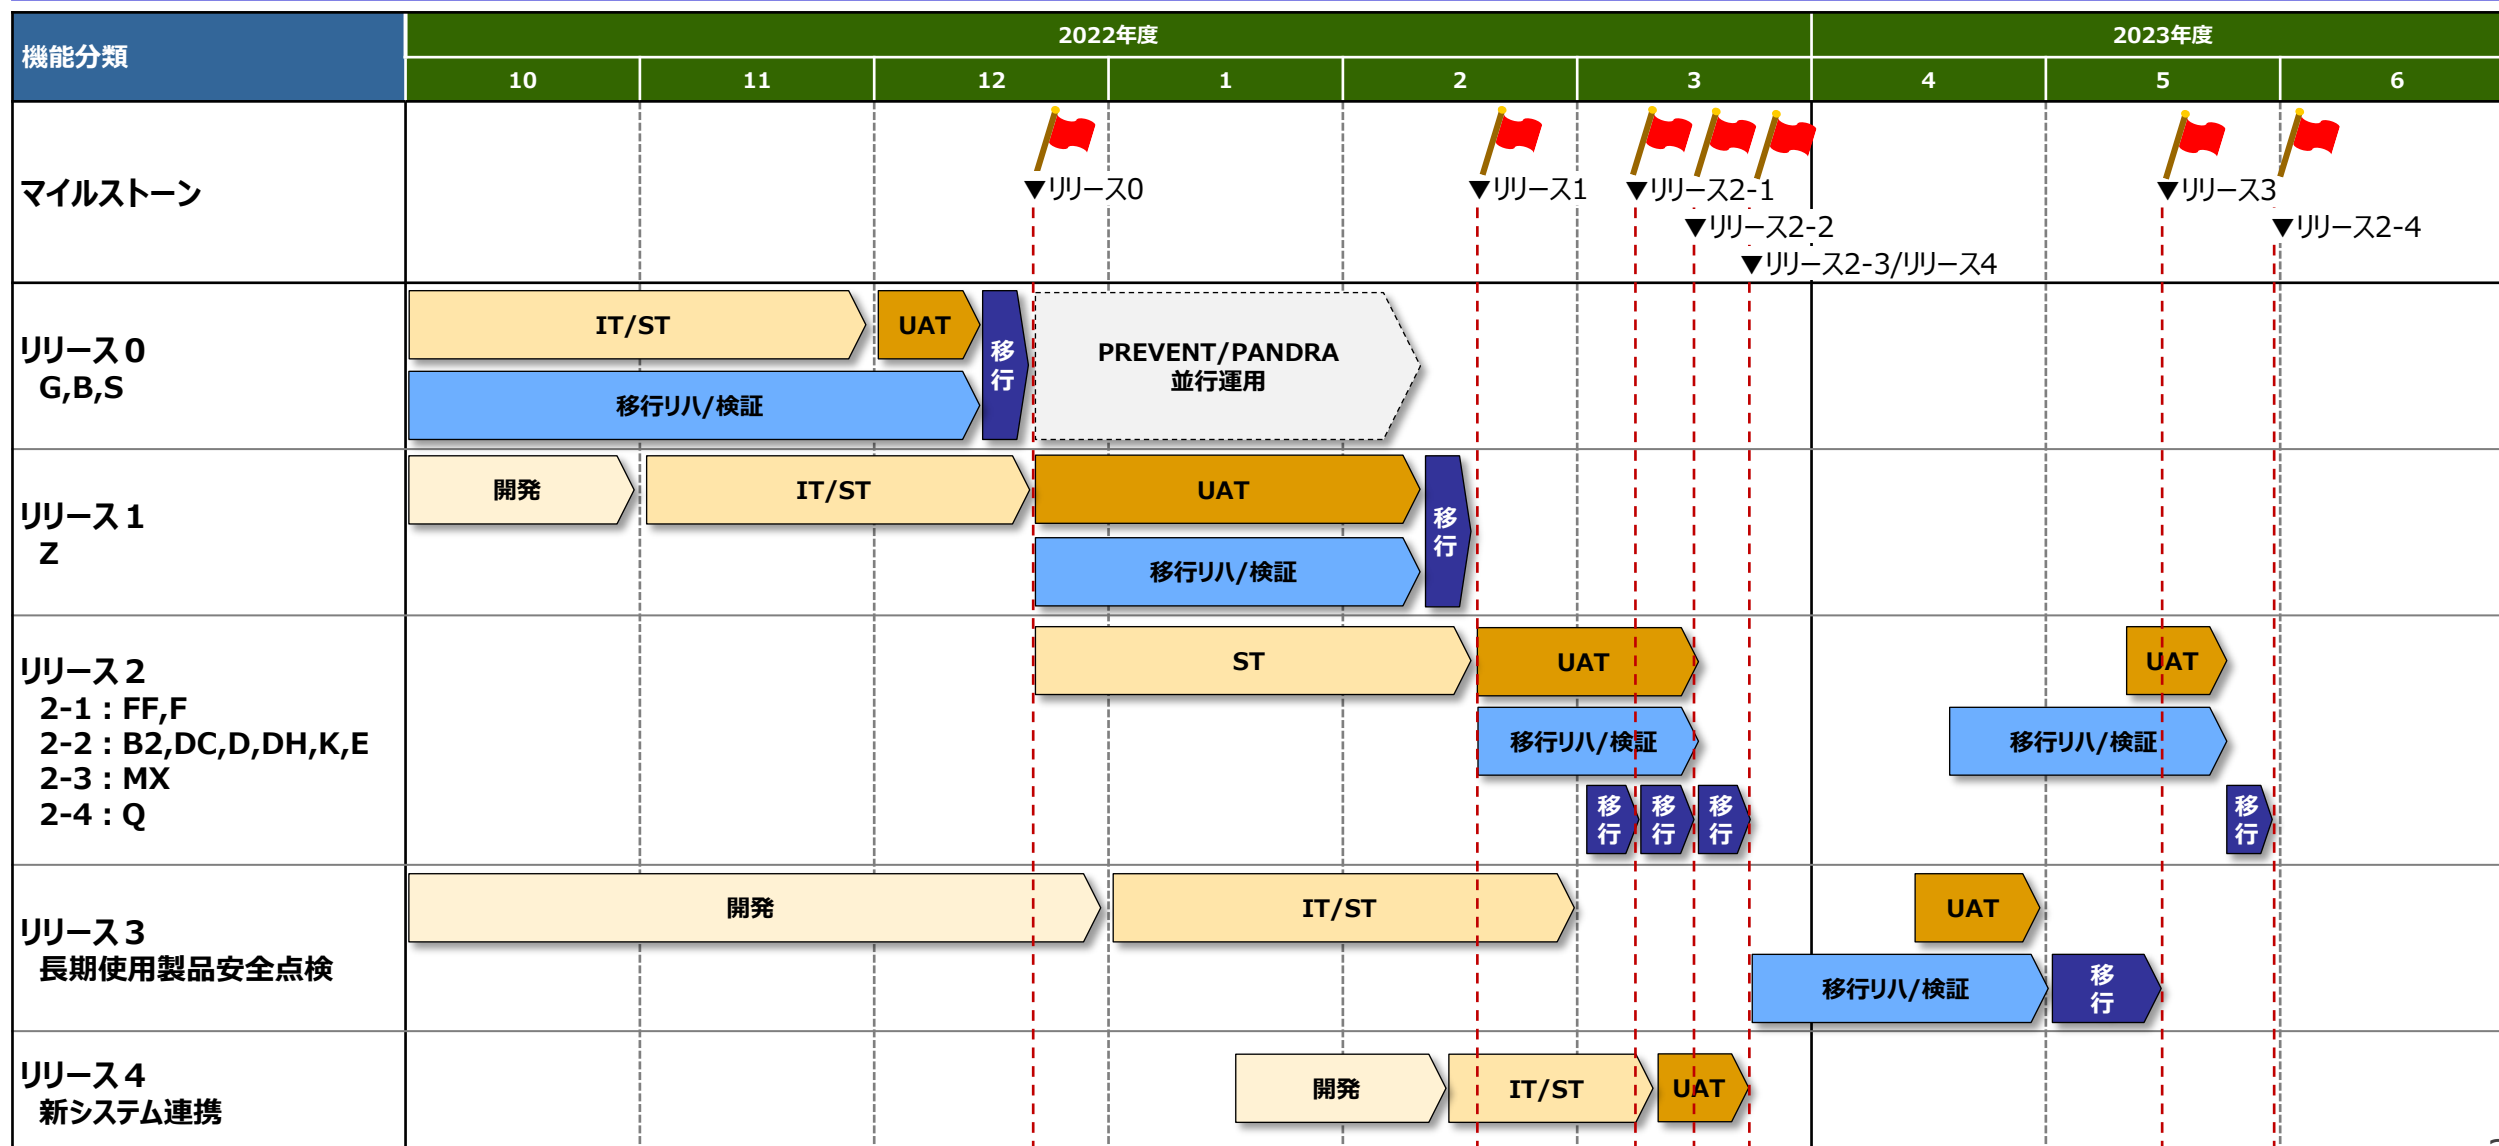 機能分類
2022年度
2023年度
10
11
12
1
2
3
4
5
6
マイルストーン
▼リリース0
▼リリース1
▼リリース2-1
▼リリース2-2
▼リリース2-3/リリース4
▼リリース3
▼リリース2-4
リリース０
G,B,S
IT/ST
UAT
移行リハ/検証
移
行
PREVENT/PANDRA
並行運用
リリース１
Z
開発
IT/ST
UAT
移行リハ/検証
移
行
リリース２
2-1：FF,F
2-2：B2,DC,D,DH,K,E
2-3：MX
2-4：Q
ST
UAT
移行リハ/検証
移
行
移
行
移
行
UAT
移行リハ/検証
移
行
リリース３
長期使用製品安全点検
開発
IT/ST
UAT
移行リハ/検証
移
行
リリース４
新システム連携
開発
IT/ST
UAT